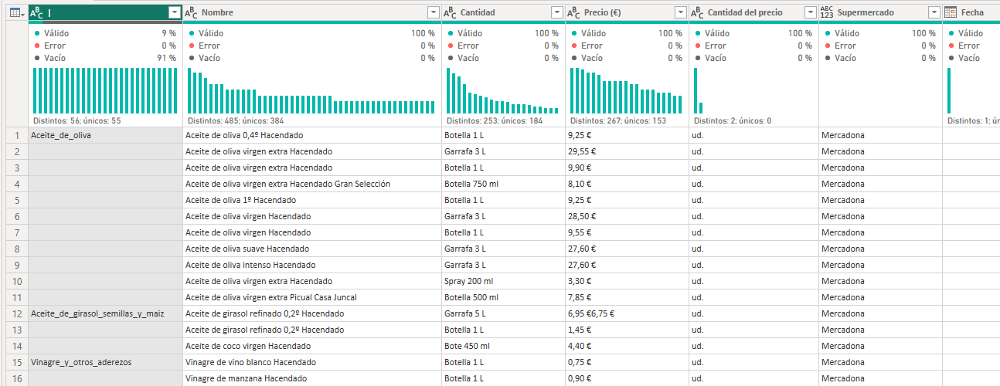 ABC | ABC Nombre ABC Cantidad ABC Precio (€) ABC Cantidad del precio ABC 123 Supermercado Fecha
Válido 9 % Válido 100 % Válido 100 % Válido 100 % Válido 100 % Válido 100 % Válido
Error 0 % Error 0 % Error 0 % Error 0 % Error 0 % Error 0 % Error
Vacío 91 % Vacío 0 % Vacío 0 % Vacío 0 % Vacío 0 % Vacío 0 % Vacío
Distintos: 56; únicos: 55 Distintos: 485; únicos: 384 Distintos: 253; únicos: 184 Distintos: 267; únicos: 153 Distintos: 2; únicos: 0 Distintos: 1;
1 Aceite_de_oliva Aceite de oliva 0,4º Hacendado Botella 1 L 9,25 € ud. Mercadona
2 Aceite de oliva virgen extra Hacendado Garrafa 3 L 29,55 € ud. Mercadona
3 Aceite de oliva virgen extra Hacendado Botella 1 L 9,90 € ud. Mercadona
4 Aceite de oliva virgen extra Hacendado Gran Selección Botella 750 ml 8,10 € ud. Mercadona
5 Aceite de oliva 1º Hacendado Botella 1 L 9,25 € ud. Mercadona
6 Aceite de oliva virgen Hacendado Garrafa 3 L 28,50 € ud. Mercadona
7 Aceite de oliva virgen Hacendado Botella 1 L 9,55 € ud. Mercadona
8 Aceite de oliva suave Hacendado Garrafa 3 L 27,60 € ud. Mercadona
9 Aceite de oliva intenso Hacendado Garrafa 3 L 27,60 € ud. Mercadona
10 Aceite de oliva virgen extra Hacendado Spray 200 ml 3,30 € ud. Mercadona
11 Aceite de oliva virgen extra Picual Casa Juncal Botella 500 ml 7,85 € ud. Mercadona
12 Aceite_de_girasol_semillas_y_maiz Aceite de girasol refinado 0,2º Hacendado Garrafa 5 L 6,95 €6,75 € ud. Mercadona
13 Aceite de girasol refinado 0,2º Hacendado Botella 1 L 1,45 € ud. Mercadona
14 Aceite de coco virgen Hacendado Bote 450 ml 4,40 € ud. Mercadona
15 Vinagre_y_otros_aderezos Vinagre de vino blanco Hacendado Botella 1 L 0,75 € ud. Mercadona
16 Vinagre de manzana Hacendado Botella 1 L 0,90 € ud. Mercadona